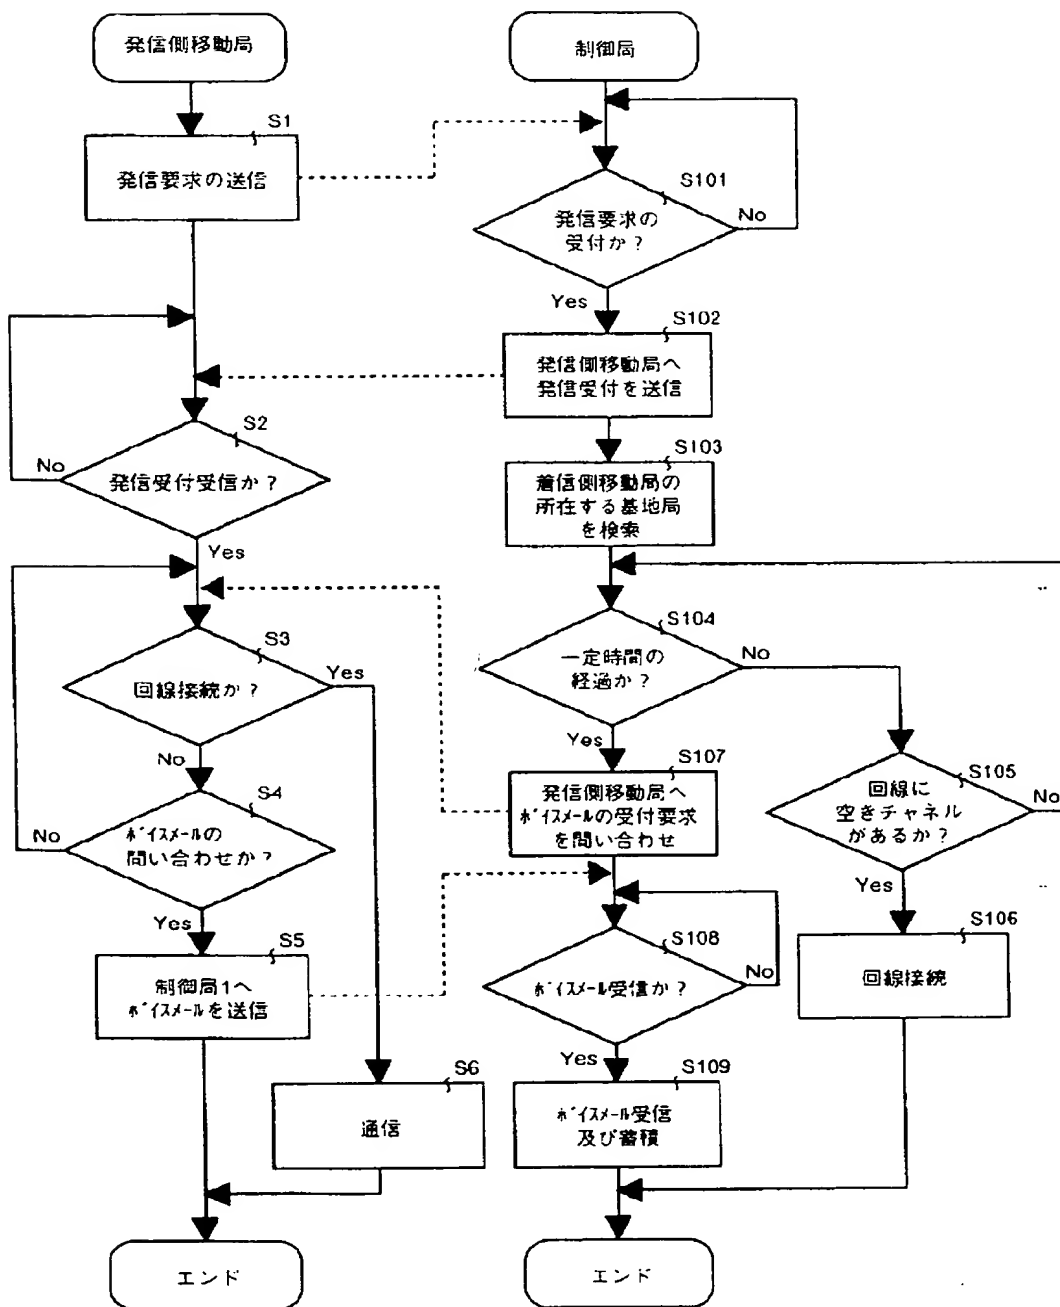 発信側移動局
S1
発信要求の送信
S2
No
発信受付受信か？
Yes
S3
Yes
回線接続か？
No
S4
No
ﾎﾞｲｽﾒｰﾙの
問い合わせか？
Yes
S5
制御局1へ
ﾎﾞｲｽﾒｰﾙを送信
S6
通信
エンド
制御局
S101
No
発信要求の
受付か？
Yes
S102
発信側移動局へ
発信受付を送信
S103
着信側移動局の
所在する基地局
を検索
S104
No
一定時間の
経過か？
Yes
S105
No
回線に
空きチャネル
があるか？
Yes
S106
回線接続
S107
発信側移動局へ
ﾎﾞｲｽﾒｰﾙの受付要求
を問い合わせ
S108
No
ﾎﾞｲｽﾒｰﾙ受信か？
Yes
S109
ﾎﾞｲｽﾒｰﾙ受信
及び蓄積
エンド